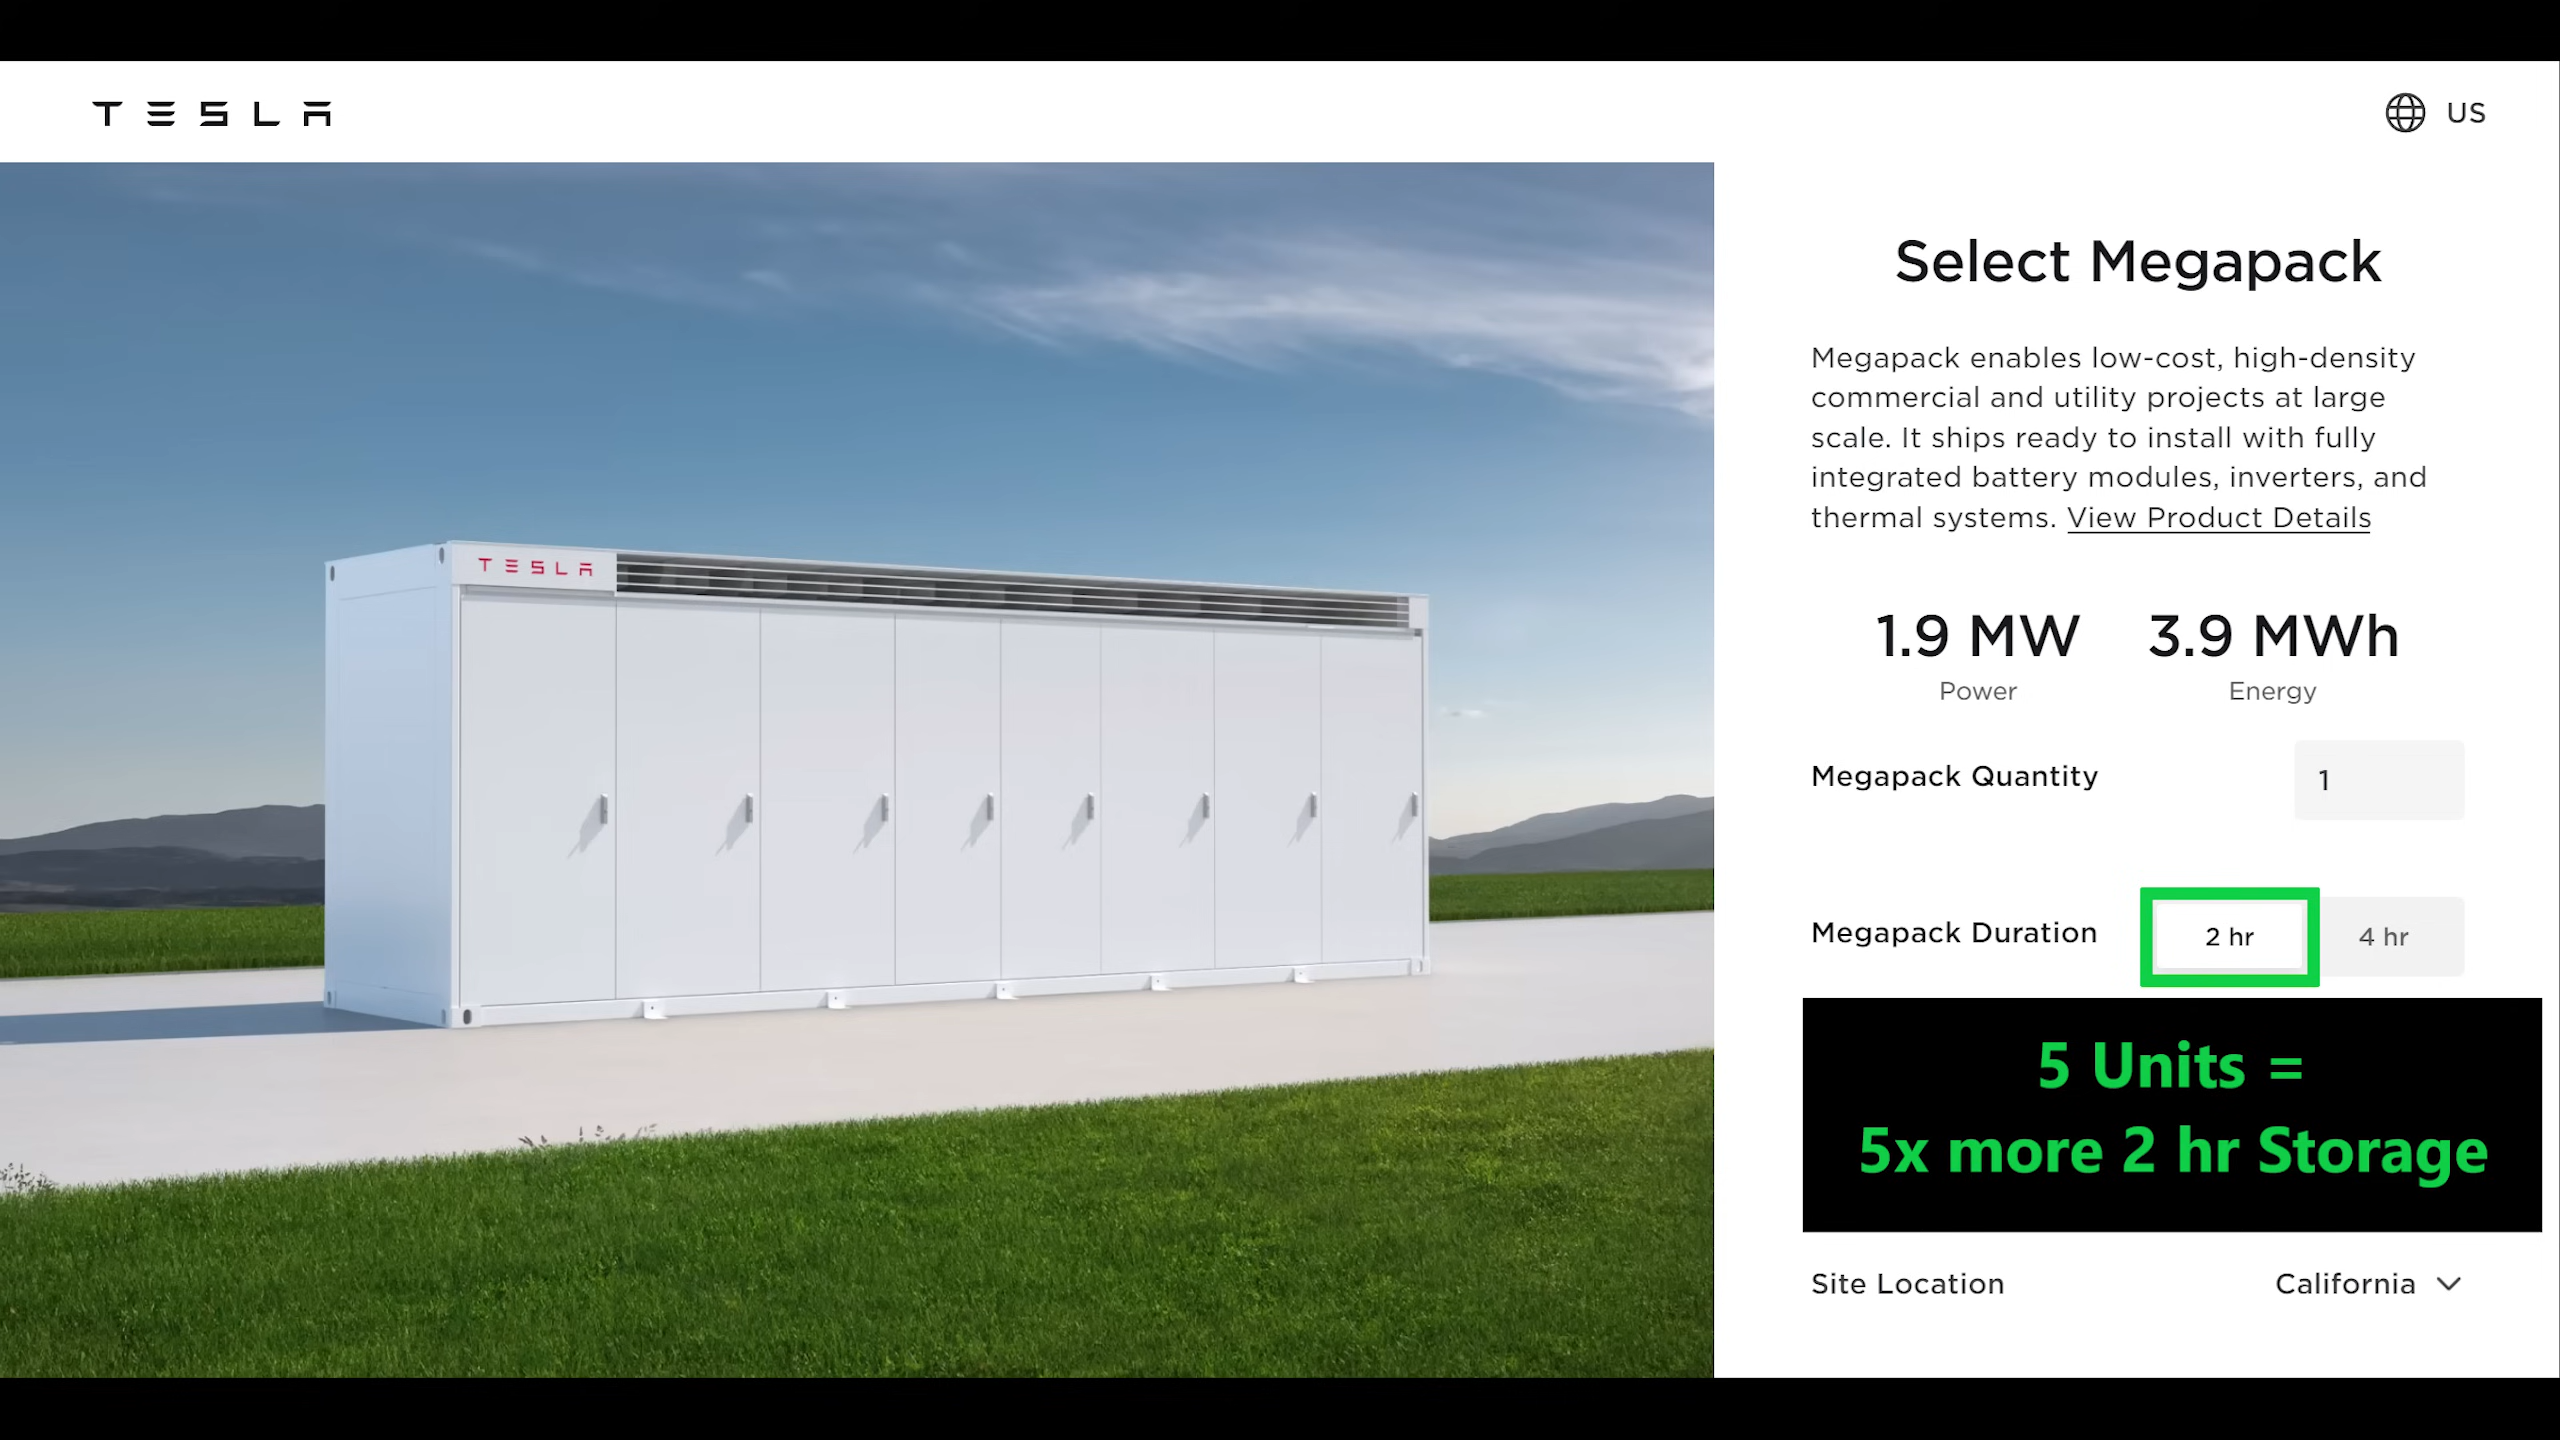 TESLA
US
TESLA
Select Megapack
Megapack enables low-cost, high-density
commercial and utility projects at large
scale. It ships ready to install with fully
integrated battery modules, inverters, and
thermal systems. View Product Details
1.9 MW 3.9 MWh
Power Energy
Megapack Quantity 1
Megapack Duration 2 hr 4 hr
5 Units =
5x more 2 hr Storage
Site Location California